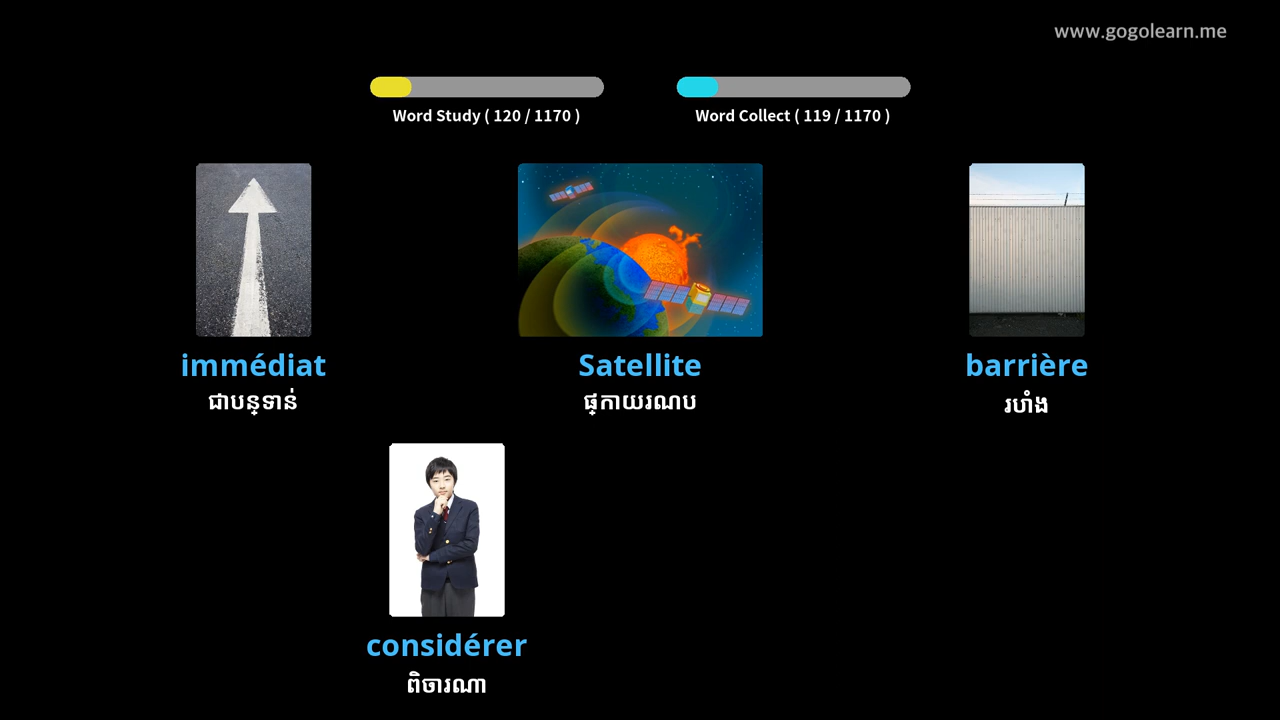 www.gogolearn.me
Word Study ( 120 / 1170 )
Word Collect ( 119 / 1170 )
immédiat
ជាបន្ទាន់
Satellite
ផ្កាយរណប
barrière
របាំង
considérer
ពិចារណា